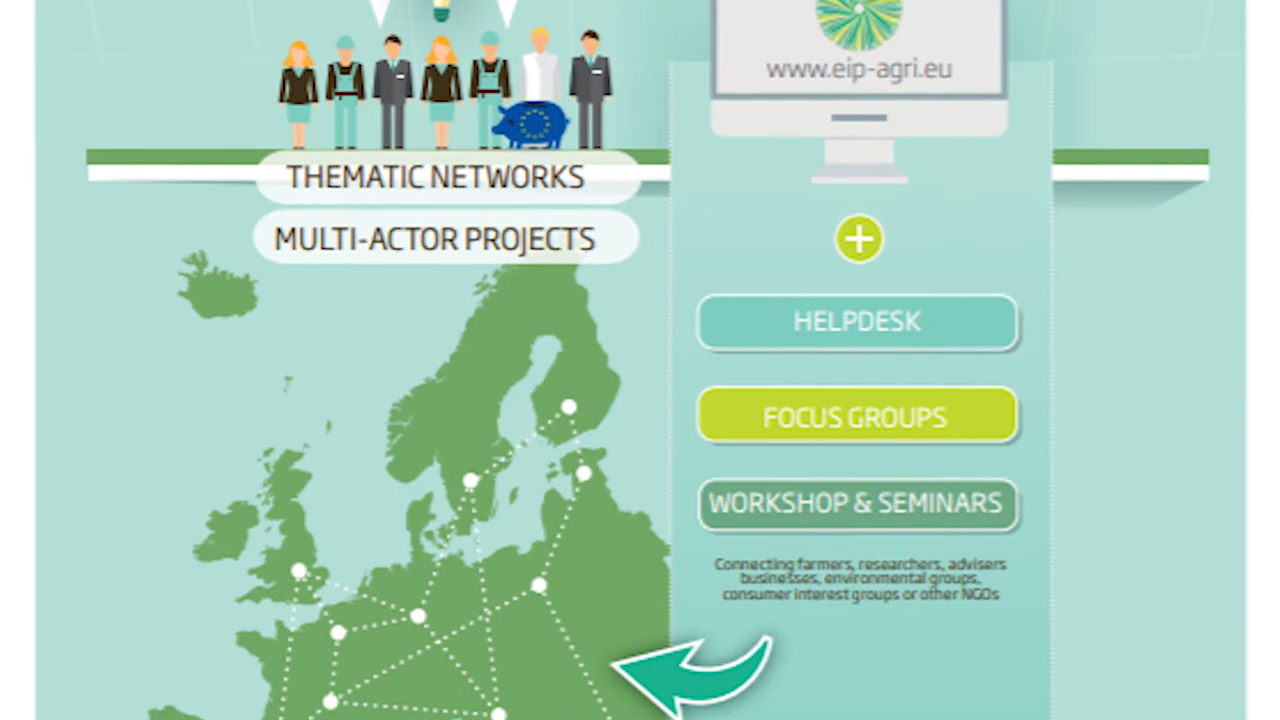 www.eip-agri.eu
THEMATIC NETWORKS
MULTI-ACTOR PROJECTS
HELPDESK
FOCUS GROUPS
WORKSHOP & SEMINARS
Connecting farmers, researchers, advisers
businesses, environmental groups,
consumer interest groups or other NGOs